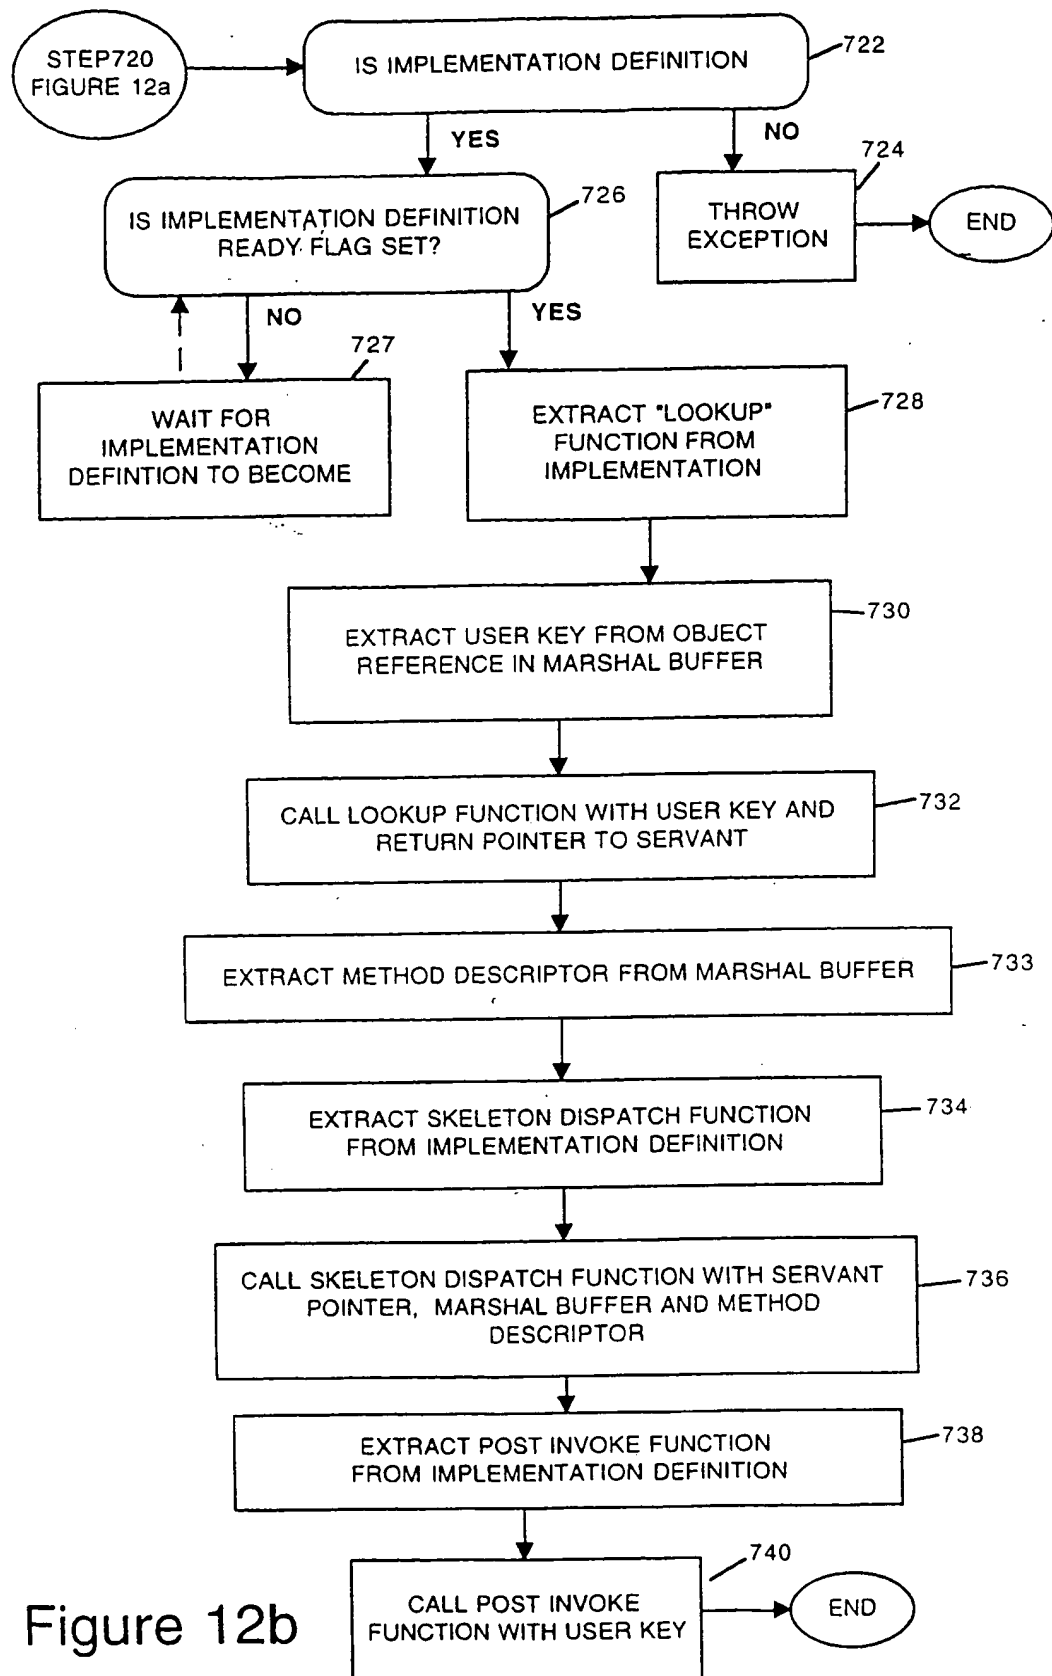 STEP720
FIGURE 12a
IS IMPLEMENTATION DEFINITION
722
YES
NO
724
THROW
EXCEPTION
END
IS IMPLEMENTATION DEFINITION
READY FLAG SET?
726
NO
YES
727
WAIT FOR
IMPLEMENTATION
DEFINTION TO BECOME
EXTRACT "LOOKUP"
FUNCTION FROM
IMPLEMENTATION
728
EXTRACT USER KEY FROM OBJECT
REFERENCE IN MARSHAL BUFFER
730
CALL LOOKUP FUNCTION WITH USER KEY AND
RETURN POINTER TO SERVANT
732
EXTRACT METHOD DESCRIPTOR FROM MARSHAL BUFFER
733
EXTRACT SKELETON DISPATCH FUNCTION
FROM IMPLEMENTATION DEFINITION
734
CALL SKELETON DISPATCH FUNCTION WITH SERVANT
POINTER, MARSHAL BUFFER AND METHOD
DESCRIPTOR
736
EXTRACT POST INVOKE FUNCTION
FROM IMPLEMENTATION DEFINITION
738
740
CALL POST INVOKE
FUNCTION WITH USER KEY
END
Figure 12b